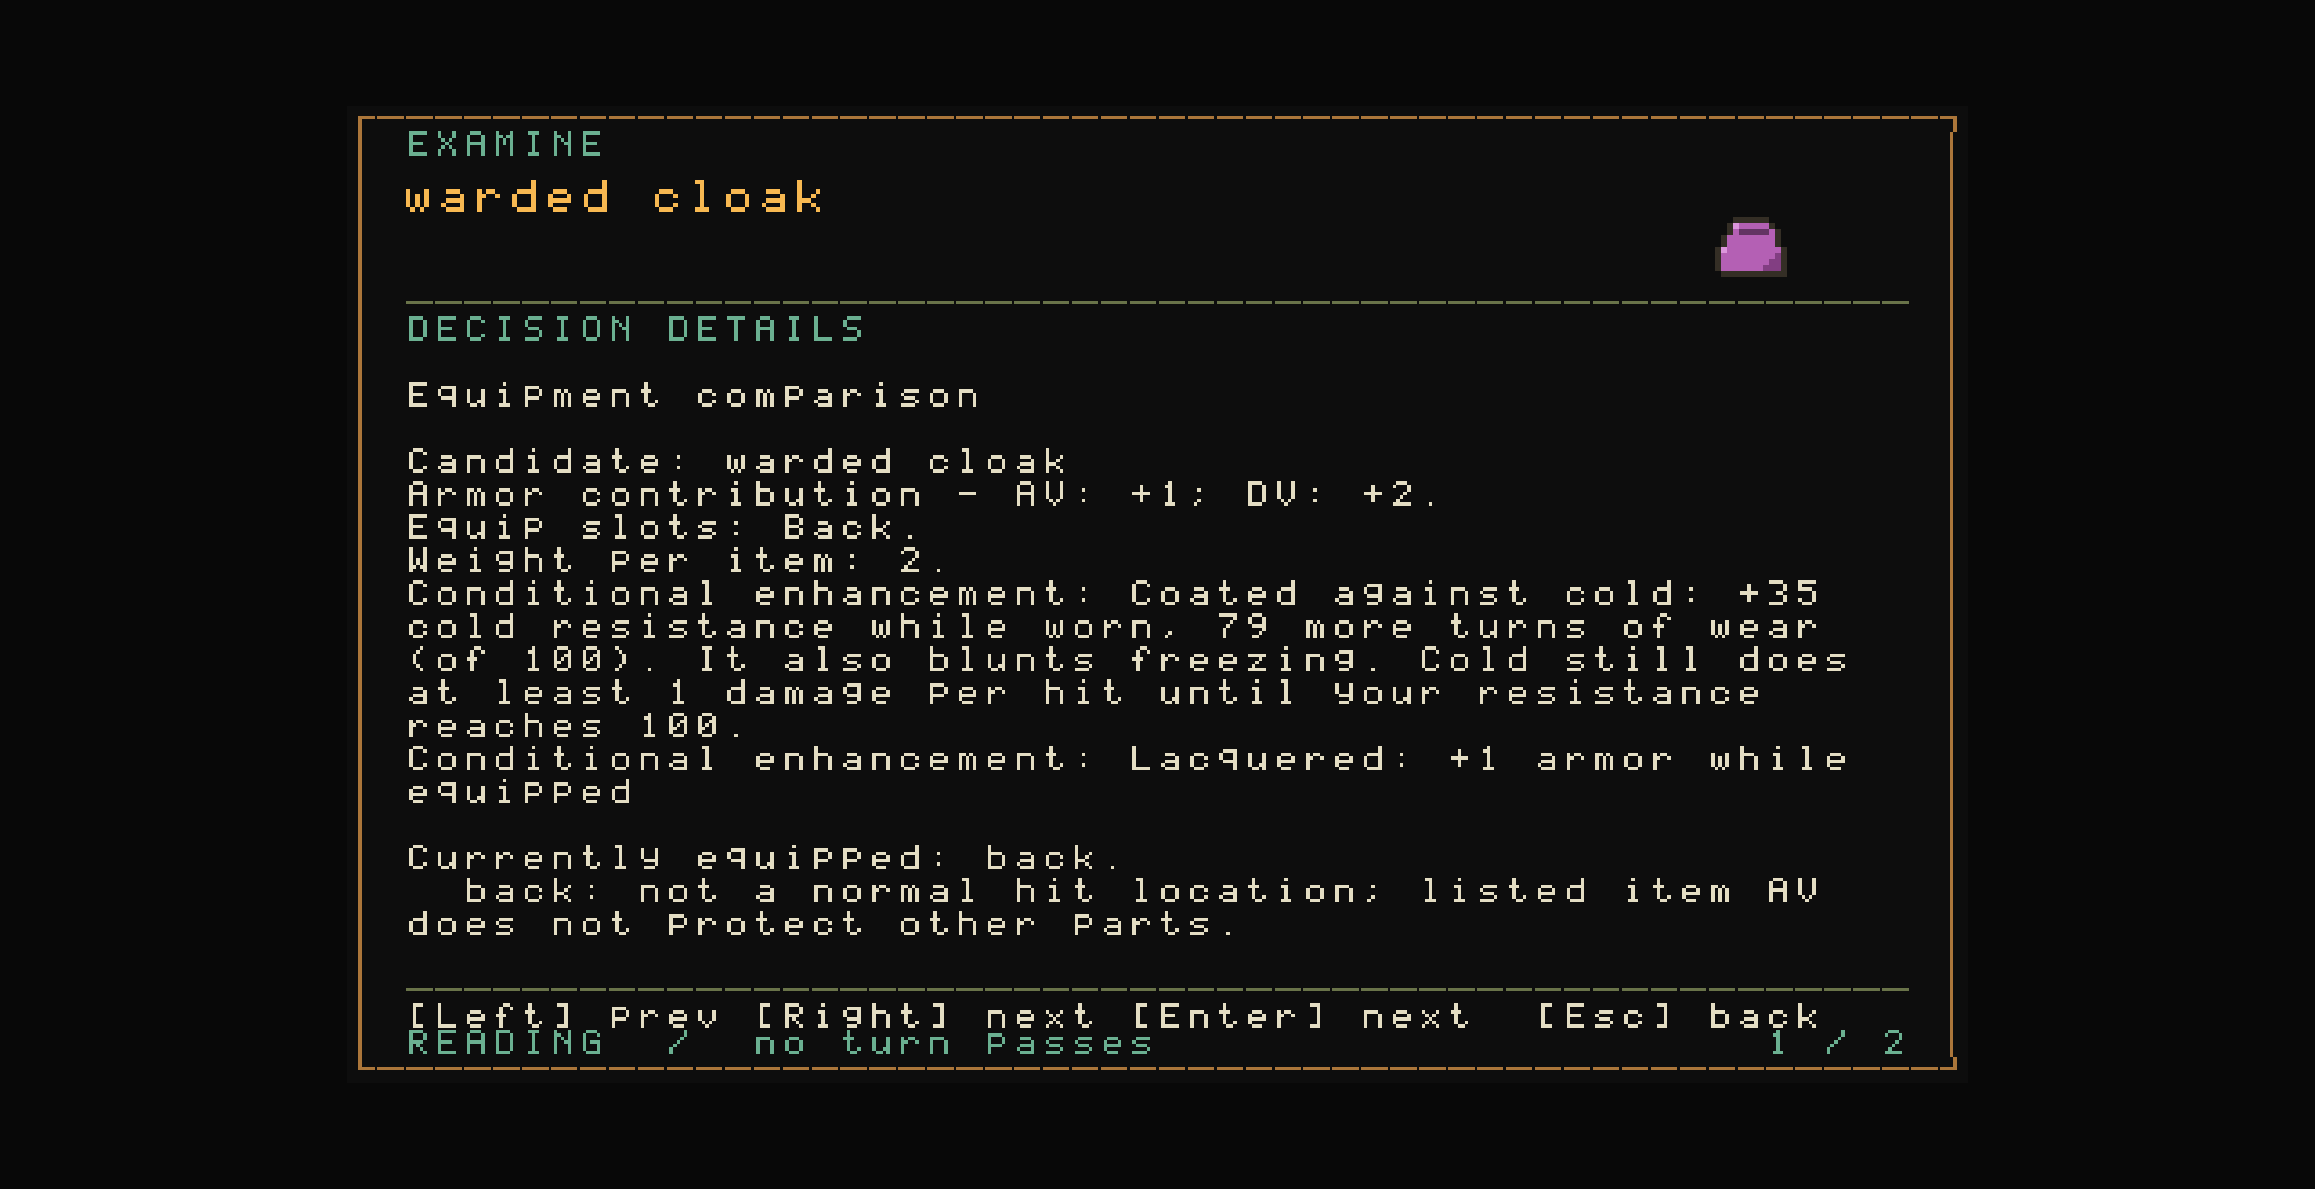 EXAMINE
warded cloak
DECISION DETAILS
Equipment comparison
Candidate: warded cloak
Armor contribution - AV: +1; DV: +2.
Equip slots: Back.
Weight per item: 2.
Conditional enhancement: Coated against cold: +35
cold resistance while worn, 79 more turns of wear
(of 100). It also blunts freezing. Cold still does
at least 1 damage per hit until your resistance
reaches 100.
Conditional enhancement: Lacquered: +1 armor while
equipped
Currently equipped: back.
back: not a normal hit location; listed item AV
does not protect other parts.
[Left] prev [Right] next [Enter] next [Esc] back
READING / no turn passes 1 / 2